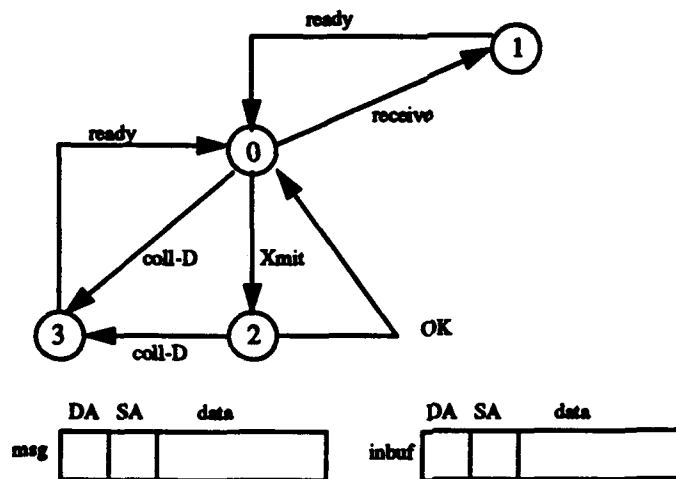 ready
1
receive
ready
0
coll-D
Xmit
3
2
OK
coll-D
DA SA data
msg
DA SA data
inbuf